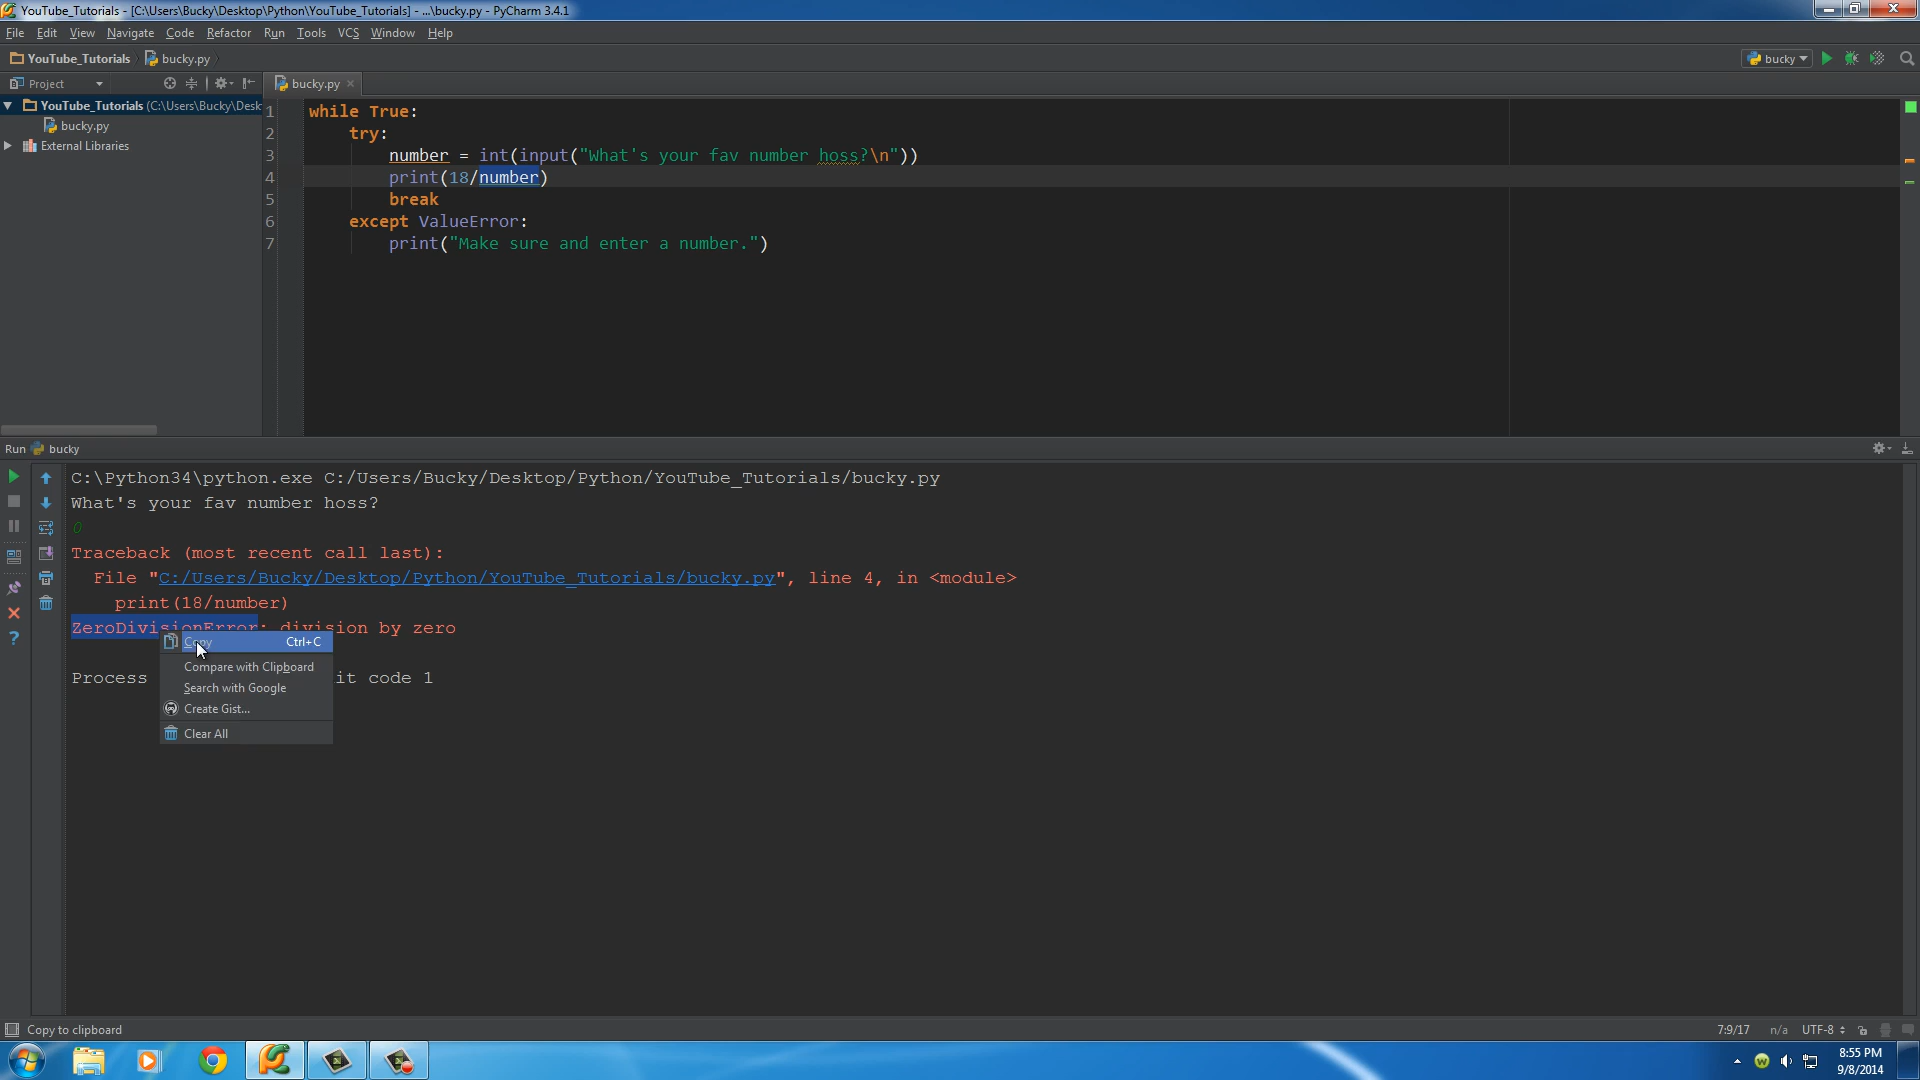 YouTube_Tutorials - [C:\Users\Bucky\Desktop\Python\YouTube_Tutorials] - ...\bucky.py - PyCharm 3.4.1
File Edit View Navigate Code Refactor Run Tools VCS Window Help
YouTube_Tutorials bucky.py bucky
Project bucky.py
YouTube_Tutorials (C:\Users\Bucky\Desk
bucky.py
External Libraries
1 while True:
2 try:
3 number = int(input("What's your fav number hoss?\n"))
4 print(18/number)
5 break
6 except ValueError:
7 print("Make sure and enter a number.")
Run bucky
C:\Python34\python.exe C:/Users/Bucky/Desktop/Python/YouTube_Tutorials/bucky.py
What's your fav number hoss?
0
Traceback (most recent call last):
File "C:/Users/Bucky/Desktop/Python/YouTube_Tutorials/bucky.py", line 4, in <module>
print(18/number)
ZeroDivisionError: division by zero
Copy Ctrl+C
Compare with Clipboard
Process it code 1
Search with Google
Create Gist...
Clear All
Copy to clipboard 7:9/17 n/a UTF-8
8:55 PM
9/8/2014